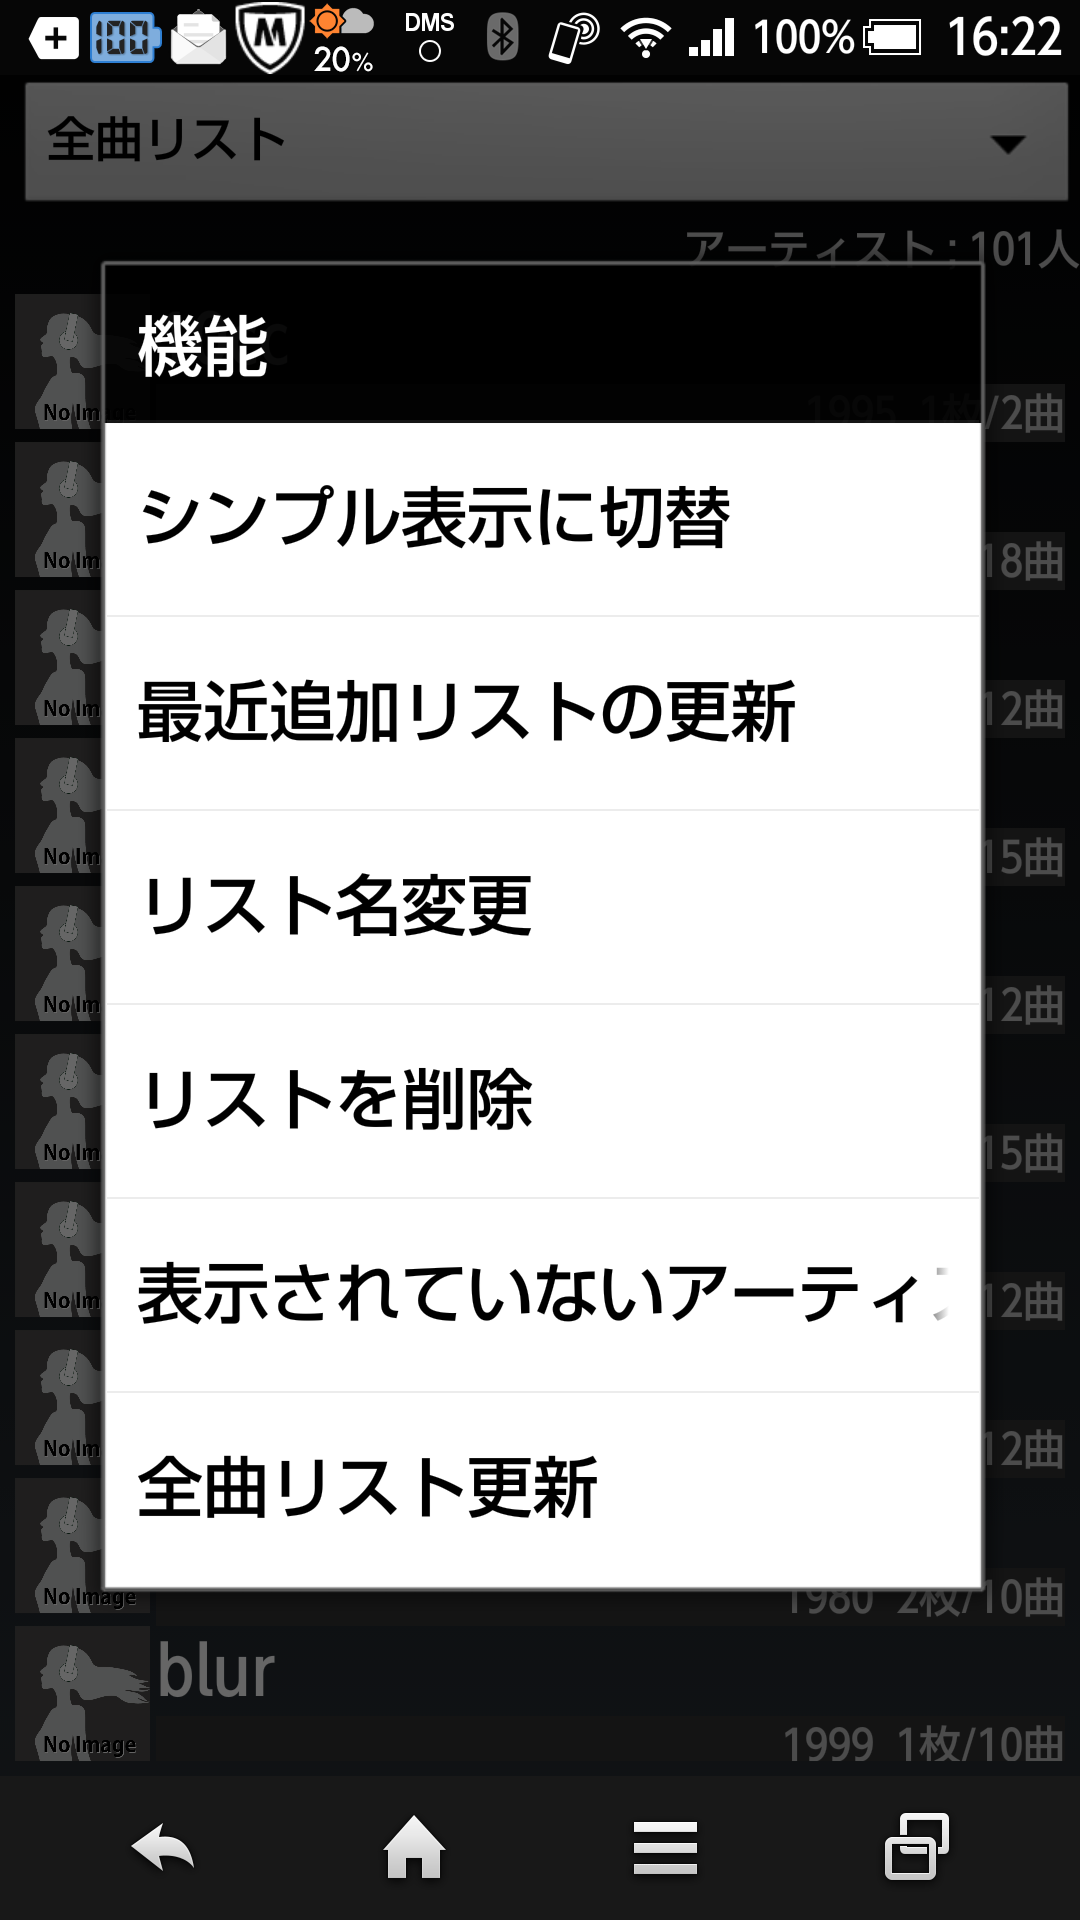 100
20%
DMS
100%
16:22
全曲リスト
アーティスト : 101人
機能
No Image
1995 1枚/2曲
シンプル表示に切替
No Im
18曲
No Im
12曲
最近追加リストの更新
No Im
15曲
リスト名変更
No Im
12曲
リストを削除
No Im
15曲
表示されていないアーティ
No Im
12曲
No Im
12曲
全曲リスト更新
No Image
1980 2枚/10曲
blur
No Image
1999 1枚/10曲